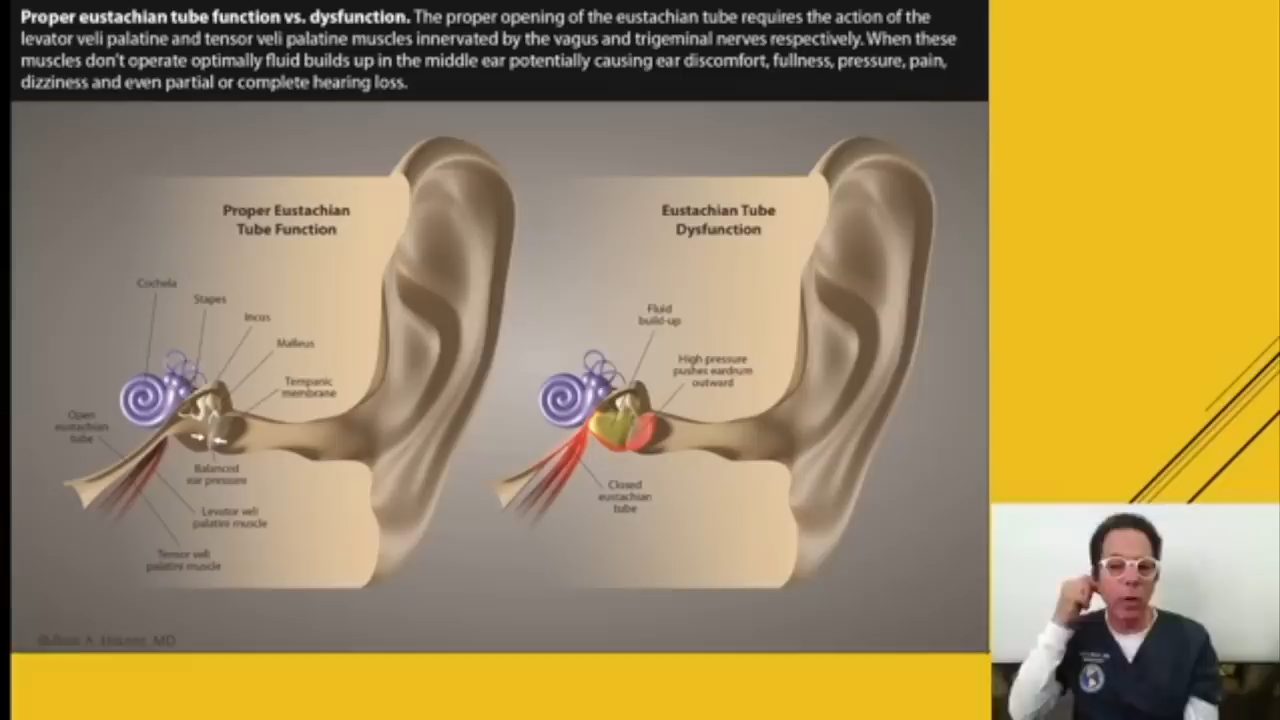 Proper eustachian tube function vs. dysfunction. The proper opening of the eustachian tube requires the action of the
levator veli palatine and tensor veli palatine muscles innervated by the vagus and trigeminal nerves respectively. When these
muscles don't operate optimally fluid builds up in the middle ear potentially causing ear discomfort, fullness, pressure, pain,
dizziness and even partial or complete hearing loss.
Proper Eustachian
Tube Function
Cochela
Stapes
Incus
Malleus
Tempanic
membrane
Open
eustachian
tube
Balanced
ear pressure
Levator veli
palatini muscle
Tensor veli
palatini muscle
Eustachian Tube
Dysfunction
Fluid
build-up
High pressure
pushes eardrum
outward
Closed
eustachian
tube
MD